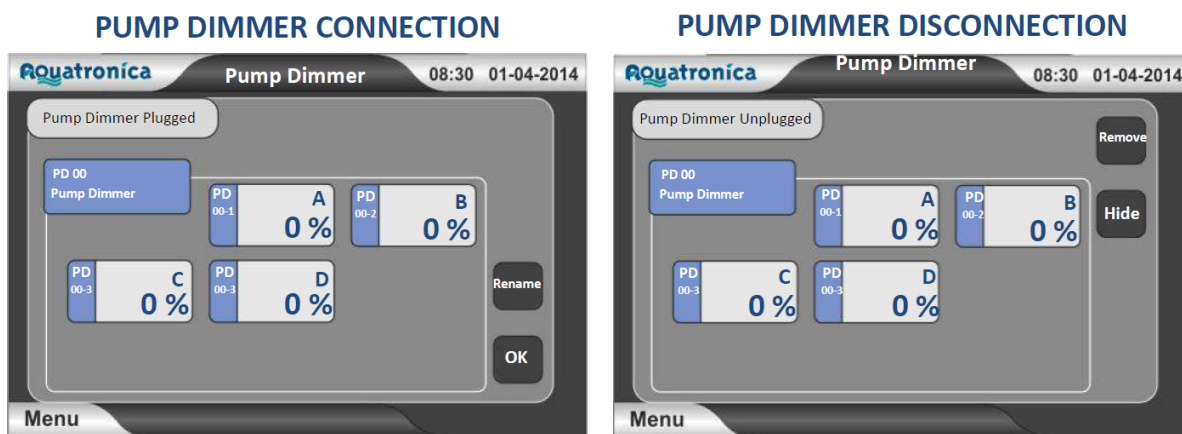 PUMP DIMMER CONNECTION
Aquatronica
Pump Dimmer
08:30 01-04-2014
Pump Dimmer Plugged
PD 00
Pump Dimmer
PD
00-1
A
0 %
PD
00-2
B
0 %
PD
00-3
C
0 %
PD
00-3
D
0 %
Rename
OK
Menu
PUMP DIMMER DISCONNECTION
Aquatronica
Pump Dimmer
08:30 01-04-2014
Pump Dimmer Unplugged
Remove
PD 00
Pump Dimmer
PD
00-1
A
0 %
PD
00-2
B
0 %
Hide
PD
00-3
C
0 %
PD
00-3
D
0 %
Menu